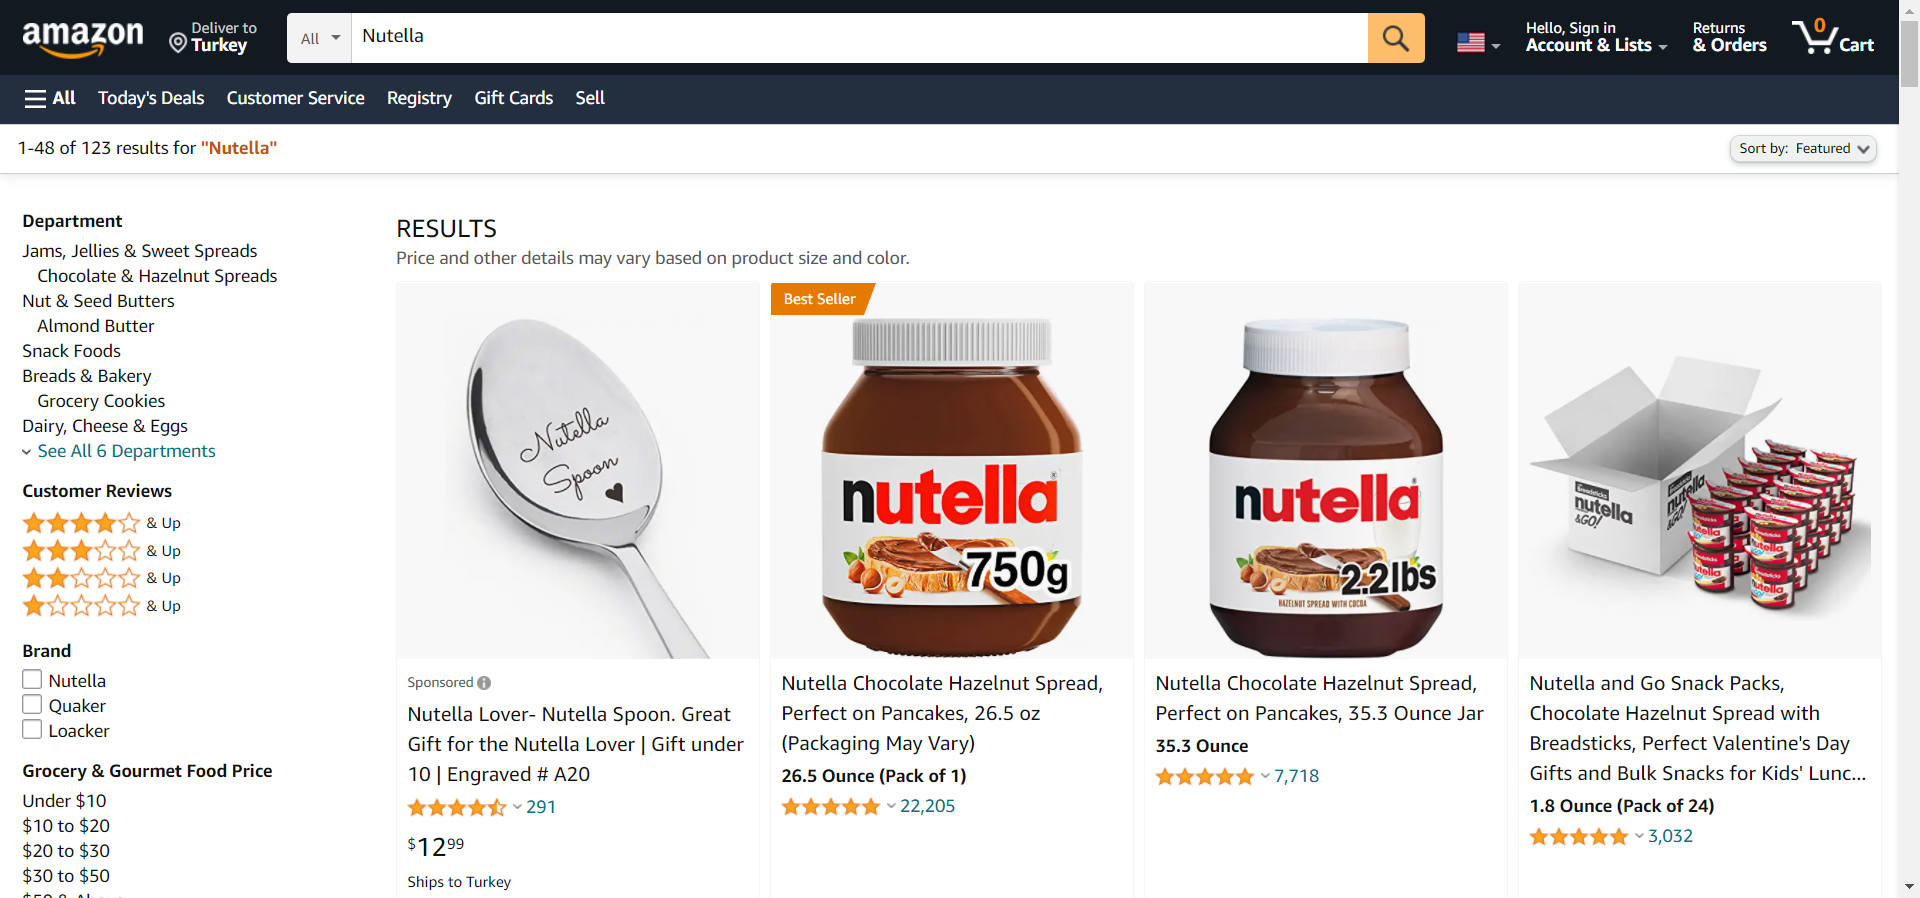 amazon
Deliver to
Turkey
All
Nutella
Hello, Sign in
Account & Lists
Returns
& Orders
0
Cart
All
Today's Deals
Customer Service
Registry
Gift Cards
Sell
1-48 of 123 results for "Nutella"
Sort by: Featured
Department
Jams, Jellies & Sweet Spreads
Chocolate & Hazelnut Spreads
Nut & Seed Butters
Almond Butter
Snack Foods
Breads & Bakery
Grocery Cookies
Dairy, Cheese & Eggs
See All 6 Departments
Customer Reviews
& Up
& Up
& Up
& Up
Brand
Nutella
Quaker
Loacker
Grocery & Gourmet Food Price
Under $10
$10 to $20
$20 to $30
$30 to $50
RESULTS
Price and other details may vary based on product size and color.
Nutella
Spoon
Sponsored
Nutella Lover- Nutella Spoon. Great
Gift for the Nutella Lover | Gift under
10 | Engraved # A20
291
$1299
Ships to Turkey
Best Seller
nutella
750g
Nutella Chocolate Hazelnut Spread,
Perfect on Pancakes, 26.5 oz
(Packaging May Vary)
26.5 Ounce (Pack of 1)
22,205
nutella
2.2lbs
HAZELNUT SPREAD WITH COCOA
Nutella Chocolate Hazelnut Spread,
Perfect on Pancakes, 35.3 Ounce Jar
35.3 Ounce
7,718
Breadsticks
nutella
&GO!
nutella
&GO!
Nutella and Go Snack Packs,
Chocolate Hazelnut Spread with
Breadsticks, Perfect Valentine's Day
Gifts and Bulk Snacks for Kids' Lunc...
1.8 Ounce (Pack of 24)
3,032